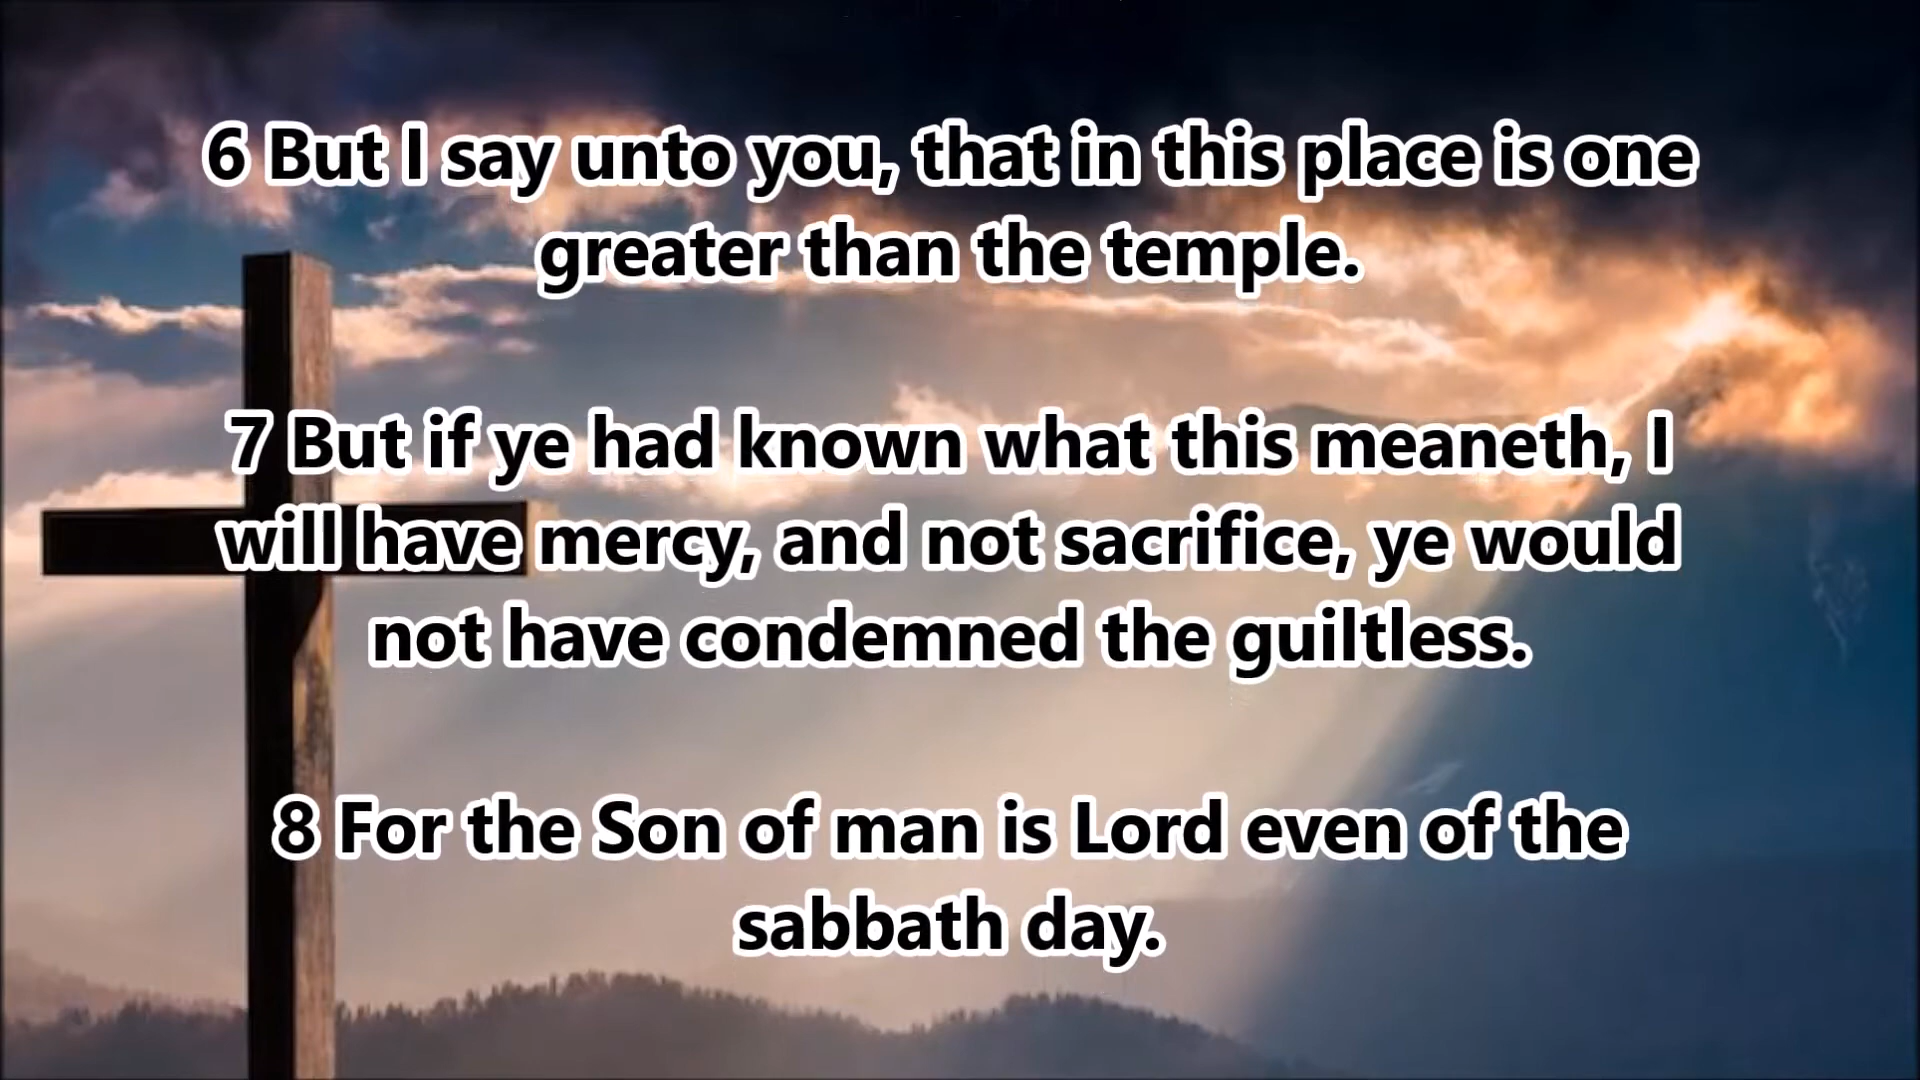 6 But I say unto you, that in this place is one
greater than the temple.
7 But if ye had known what this meaneth, I
will have mercy, and not sacrifice, ye would
not have condemned the guiltless.
8 For the Son of man is Lord even of the
sabbath day.